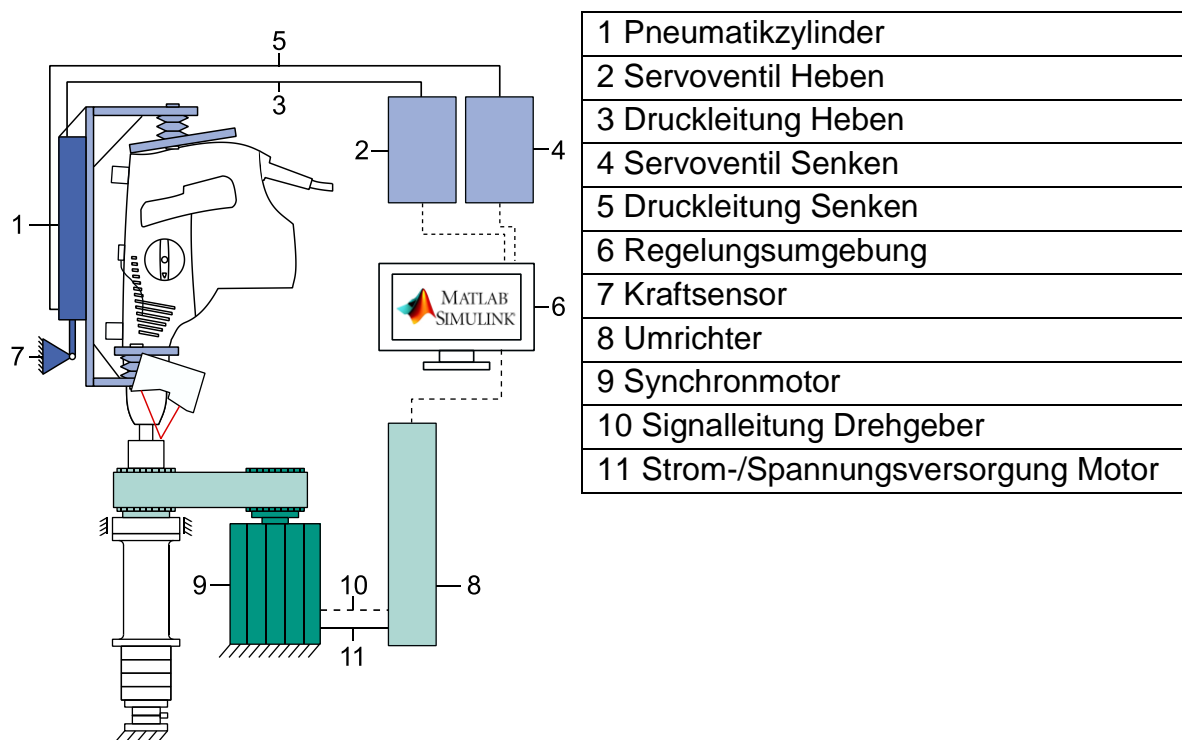 5
3
2
4
1
MATLAB
SIMULINK
6
7
9
10
8
11
1 Pneumatikzylinder
2 Servoventil Heben
3 Druckleitung Heben
4 Servoventil Senken
5 Druckleitung Senken
6 Regelungsumgebung
7 Kraftsensor
8 Umrichter
9 Synchronmotor
10 Signalleitung Drehgeber
11 Strom-/Spannungsversorgung Motor